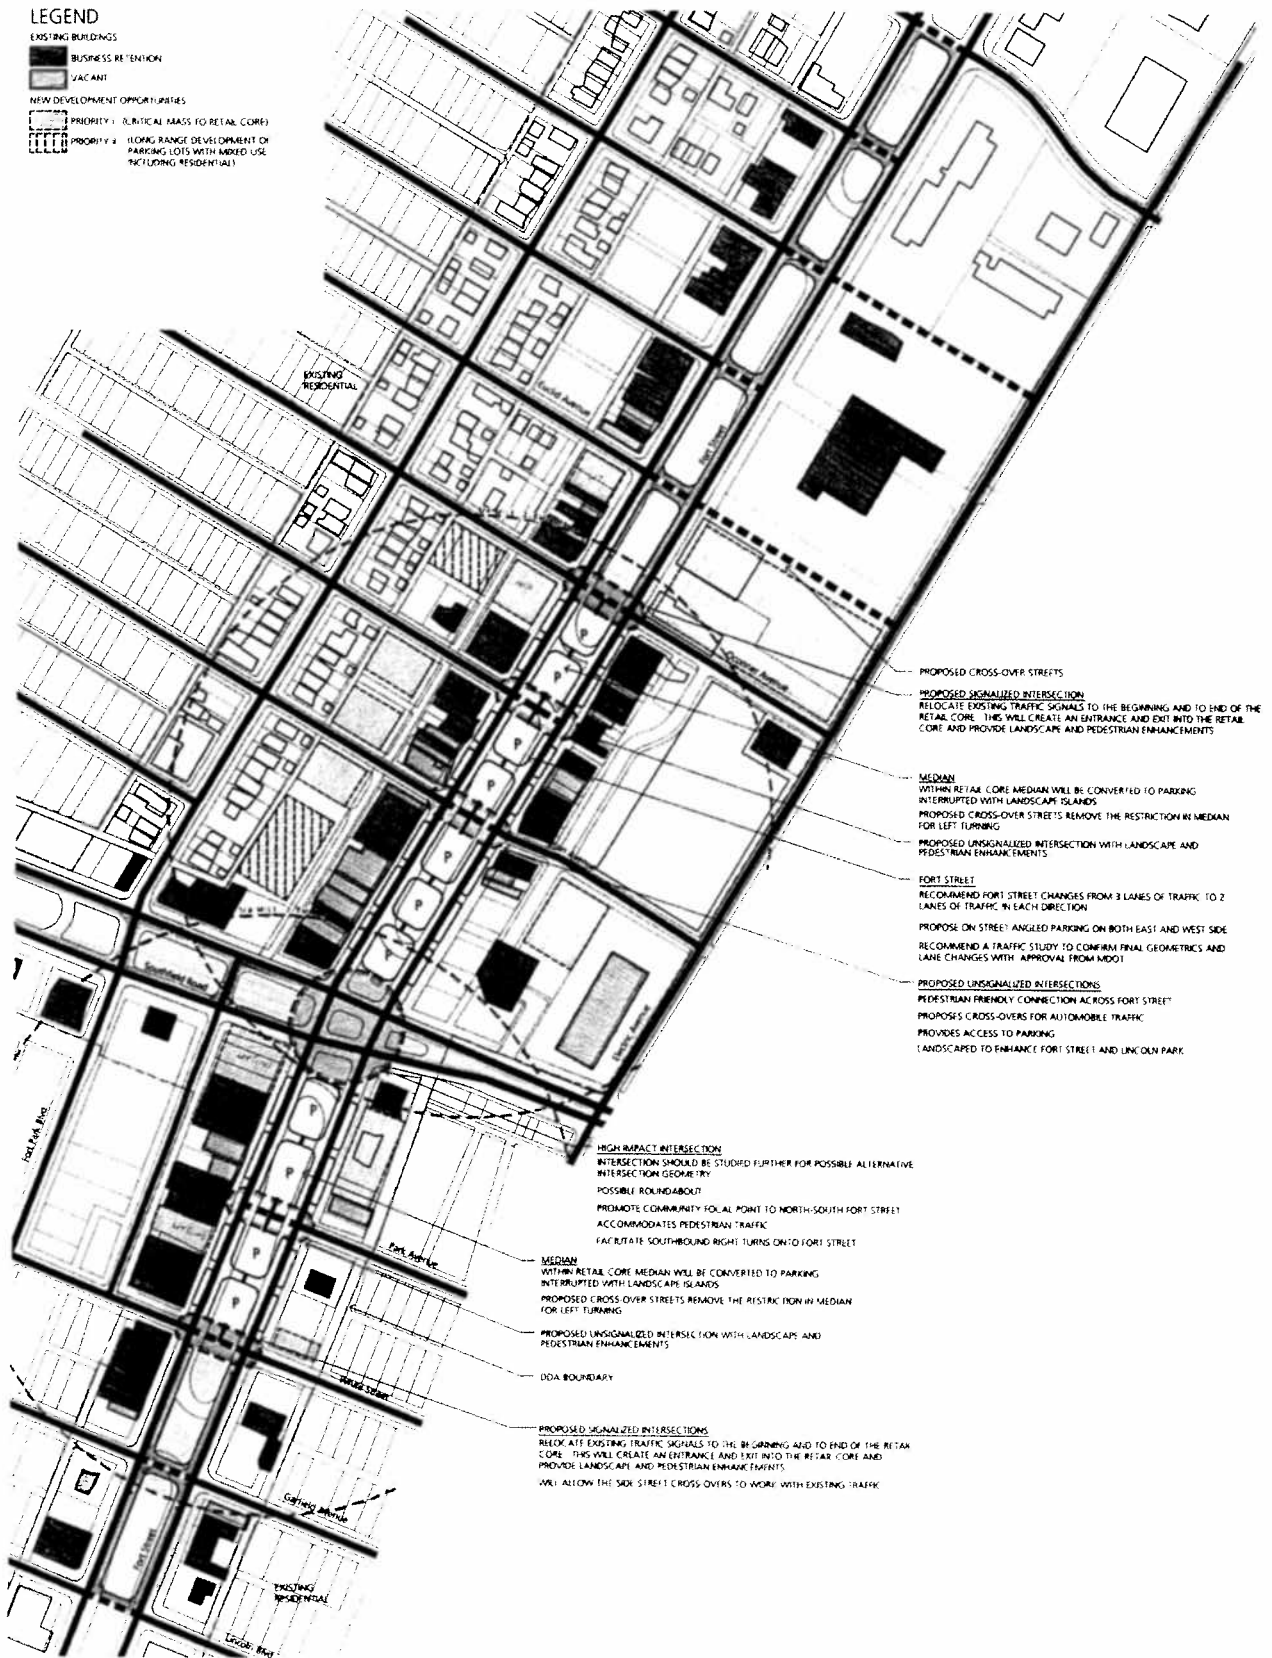 LEGEND
EXISTING BUILDINGS
BUSINESS RETENTION
VACANT
NEW DEVELOPMENT OPPORTUNITIES
PRIORITY 1 (CRITICAL MASS TO RETAIL CORE)
PRIORITY 2 (LONG RANGE DEVELOPMENT OF
PARKING LOTS WITH MIXED USE
INCLUDING RESIDENTIAL)
EXISTING
RESIDENTIAL
Euclid Avenue
Fort Street
P
P
P
P
P
P
P
PROPOSED CROSS-OVER STREETS
PROPOSED SIGNALIZED INTERSECTION
RELOCATE EXISTING TRAFFIC SIGNALS TO THE BEGINNING AND TO END OF THE
RETAIL CORE THIS WILL CREATE AN ENTRANCE AND EXIT INTO THE RETAIL
CORE AND PROVIDE LANDSCAPE AND PEDESTRIAN ENHANCEMENTS
MEDIAN
WITHIN RETAIL CORE MEDIAN WILL BE CONVERTED TO PARKING
INTERRUPTED WITH LANDSCAPE ISLANDS
PROPOSED CROSS-OVER STREETS REMOVE THE RESTRICTION IN MEDIAN
FOR LEFT TURNING
PROPOSED UNSIGNALIZED INTERSECTION WITH LANDSCAPE AND
PEDESTRIAN ENHANCEMENTS
FORT STREET
RECOMMEND FORT STREET CHANGES FROM 3 LANES OF TRAFFIC TO 2
LANES OF TRAFFIC IN EACH DIRECTION
PROPOSE ON STREET ANGLED PARKING ON BOTH EAST AND WEST SIDE
RECOMMEND A TRAFFIC STUDY TO CONFIRM FINAL GEOMETRICS AND
LANE CHANGES WITH APPROVAL FROM MDOT
PROPOSED UNSIGNALIZED INTERSECTIONS
PEDESTRIAN FRIENDLY CONNECTION ACROSS FORT STREET
PROPOSES CROSS-OVERS FOR AUTOMOBILE TRAFFIC
PROVIDES ACCESS TO PARKING
LANDSCAPED TO ENHANCE FORT STREET AND LINCOLN PARK
Southfield Road
Electric Avenue
Fort Park Blvd
P
P
P
P
HIGH IMPACT INTERSECTION
INTERSECTION SHOULD BE STUDIED FURTHER FOR POSSIBLE ALTERNATIVE
INTERSECTION GEOMETRY
POSSIBLE ROUNDABOUT
PROMOTE COMMUNITY FOCAL POINT TO NORTH-SOUTH FORT STREET
ACCOMMODATES PEDESTRIAN TRAFFIC
FACILITATE SOUTHBOUND RIGHT TURNS ONTO FORT STREET
Park Avenue
MEDIAN
WITHIN RETAIL CORE MEDIAN WILL BE CONVERTED TO PARKING
INTERRUPTED WITH LANDSCAPE ISLANDS
PROPOSED CROSS-OVER STREETS REMOVE THE RESTRICTION IN MEDIAN
FOR LEFT TURNING
PROPOSED UNSIGNALIZED INTERSECTION WITH LANDSCAPE AND
PEDESTRIAN ENHANCEMENTS
DDA BOUNDARY
PROPOSED SIGNALIZED INTERSECTIONS
RELOCATE EXISTING TRAFFIC SIGNALS TO THE BEGINNING AND TO END OF THE RETAIL
CORE THIS WILL CREATE AN ENTRANCE AND EXIT INTO THE RETAIL CORE AND
PROVIDE LANDSCAPE AND PEDESTRIAN ENHANCEMENTS
WILL ALLOW THE SIDE STREET CROSS OVERS TO WORK WITH EXISTING TRAFFIC
Garfield Avenue
Fort Street
EXISTING
RESIDENTIAL
Lincoln Blvd